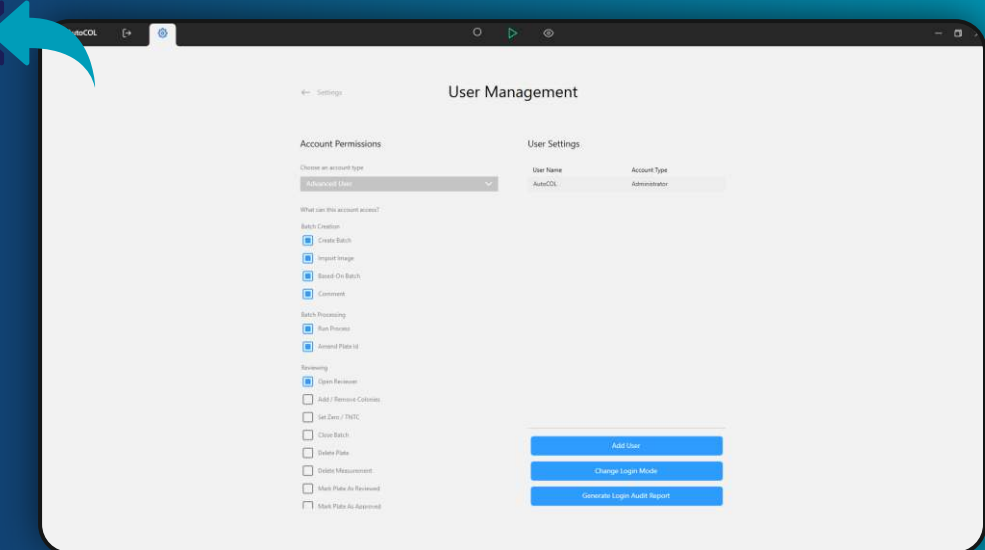 AutoCOL
← Settings
User Management
Account Permissions
Choose an account type
Advanced User
What can this account access?
Batch Creation
Create Batch
Import Image
Based On Batch
Comment
Batch Processing
Run Process
Amend Plate Id
Reviewing
Open Reviewer
Add / Remove Colonies
Set Zero / TNTC
Close Batch
Delete Plate
Delete Measurement
Mark Plate As Reviewed
Mark Plate As Approved
User Settings
User Name Account Type
AutoCOL Administrator
Add User
Change Login Mode
Generate Login Audit Report